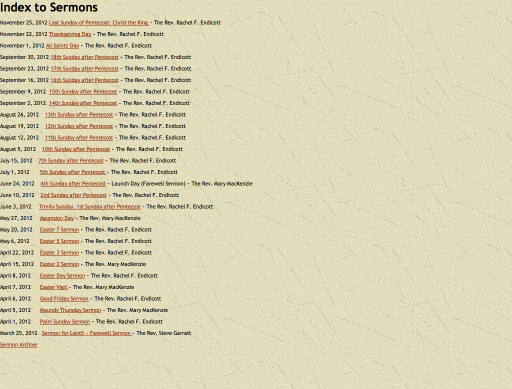 Index to Sermons
November 25, 2012 Last Sunday of Pentecost: Christ the King - The Rev. Rachel F. Endicott
November 22, 2012 Thanksgiving Day - The Rev. Rachel F. Endicott
November 1, 2012 All Saints' Day - The Rev. Rachel F. Endicott
September 30, 2012 18th Sunday after Pentecost - The Rev. Rachel F. Endicott
September 23, 2012 17th Sunday after Pentecost - The Rev. Rachel F. Endicott
September 16, 2012 16th Sunday after Pentecost - The Rev. Rachel F. Endicott
September 9, 2012 15th Sunday after Pentecost - The Rev. Rachel F. Endicott
September 2, 2012 14th Sunday after Pentecost - The Rev. Rachel F. Endicott
August 26, 2012 13th Sunday after Pentecost - The Rev. Rachel F. Endicott
August 19, 2012 12th Sunday after Pentecost - The Rev. Rachel F. Endicott
August 12, 2012 11th Sunday after Pentecost - The Rev. Rachel F. Endicott
August 5, 2012 10th Sunday after Pentecost - The Rev. Rachel F. Endicott
July 15, 2012 7th Sunday after Pentecost - The Rev. Rachel F. Endicott
July 1, 2012 5th Sunday after Pentecost - The Rev. Rachel F. Endicott
June 24, 2012 4th Sunday after Pentecost - Launch Day (Farewell Sermon) - The Rev. Mary MacKenzie
June 10, 2012 2nd Sunday after Pentecost - The Rev. Rachel F. Endicott
June 3, 2012 Trinity Sunday, 1st Sunday after Pentecost - The Rev. Rachel F. Endicott
May 27, 2012 Ascension Day - The Rev. Mary MacKenzie
May 20, 2012 Easter 7 Sermon - The Rev. Rachel F. Endicott
May 6, 2012 Easter 5 Sermon - The Rev. Rachel F. Endicott
April 22, 2012 Easter 3 Sermon - The Rev. Rachel F. Endicott
April 15, 2012 Easter 2 Sermon - The Rev. Mary MacKenzie
April 8, 2012 Easter Day Sermon - The Rev. Rachel F. Endicott
April 7, 2012 Easter Vigil - The Rev. Mary MacKenzie
April 6, 2012 Good Friday Sermon - The Rev. Rachel F. Endicott
April 5, 2012 Maundy Thursday Sermon - The Rev. Mary MacKenzie
April 1, 2012 Palm Sunday Sermon - The Rev. Rachel F. Endicott
March 25, 2012 Sermon for Lent5 - Farewell Sermon - The Rev. Steve Garratt
Sermon Archive